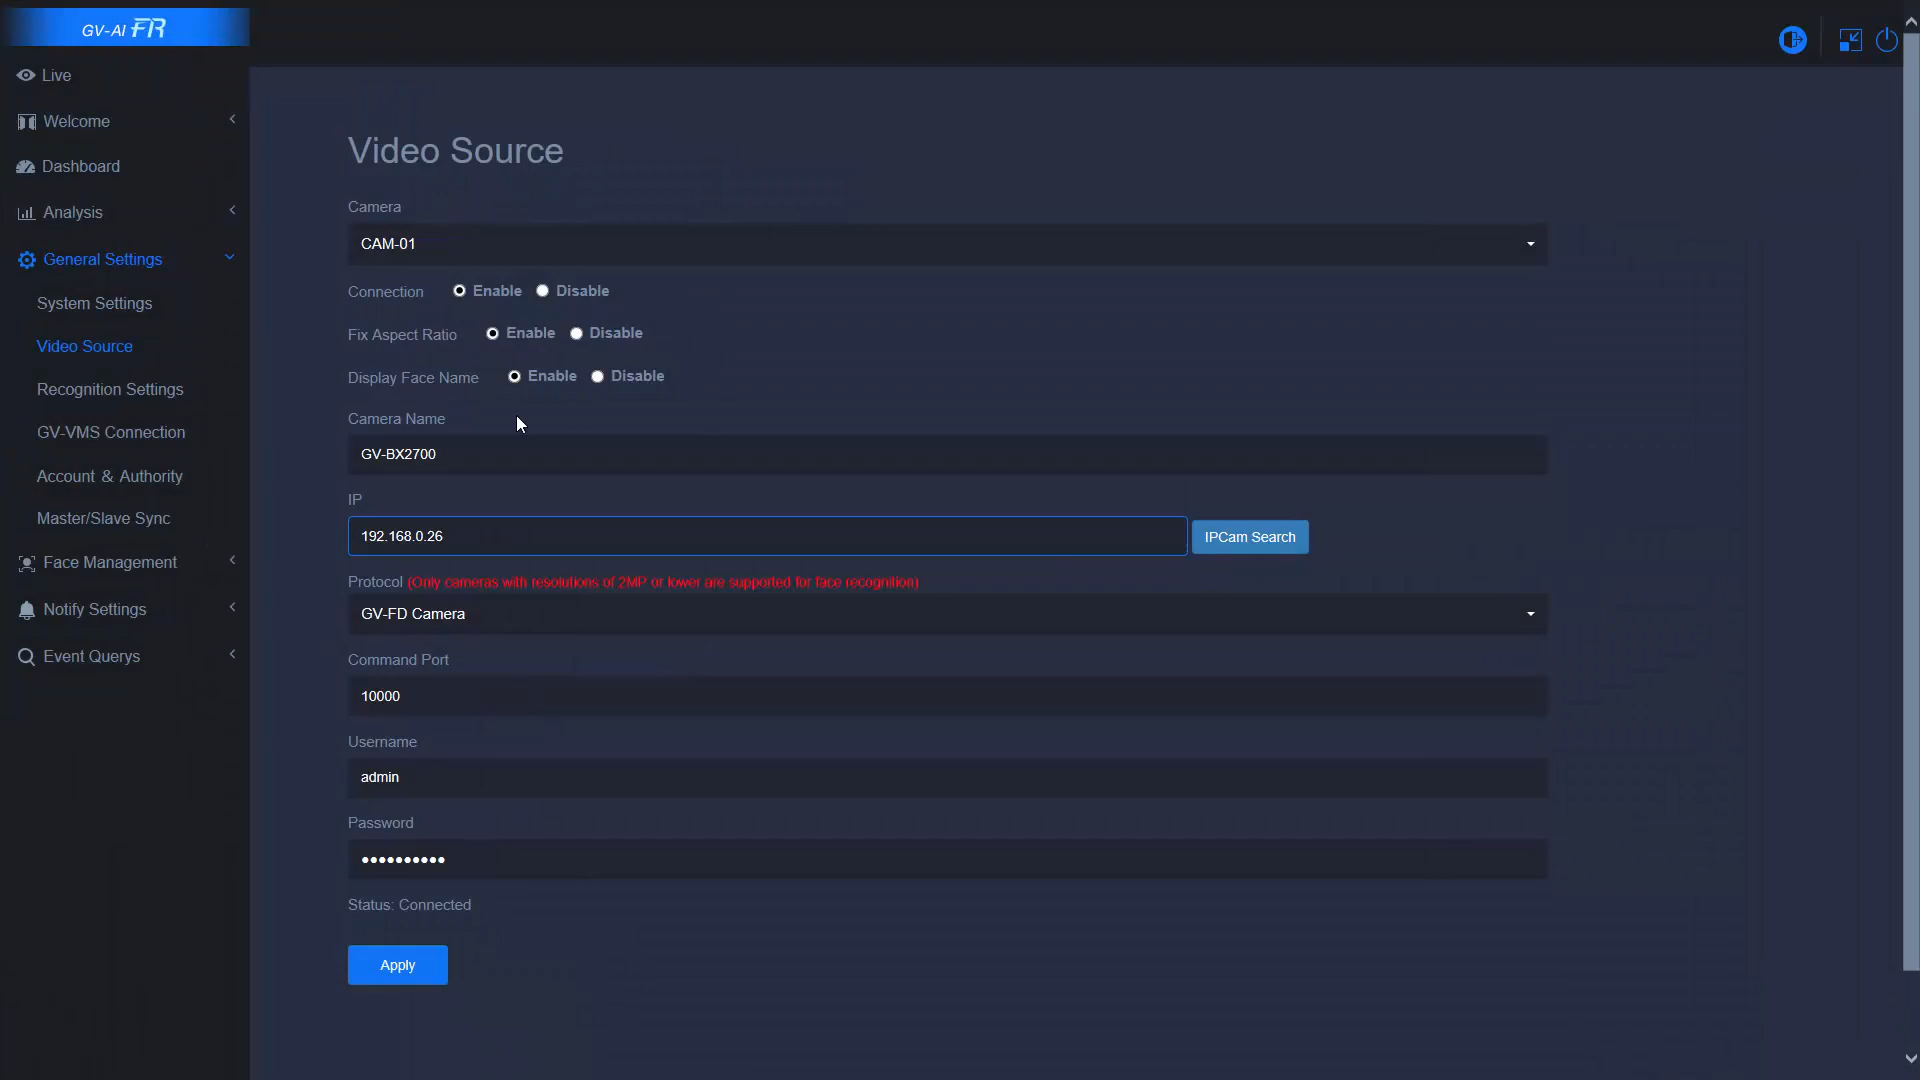 GV-AI FR
Live
Welcome
Dashboard
Analysis
General Settings
System Settings
Video Source
Recognition Settings
GV-VMS Connection
Account & Authority
Master/Slave Sync
Face Management
Notify Settings
Event Querys
Video Source
Camera
CAM-01
Connection Enable Disable
Fix Aspect Ratio Enable Disable
Display Face Name Enable Disable
Camera Name
GV-BX2700
IP
192.168.0.26 IPCam Search
Protocol (Only cameras with resolutions of 2MP or lower are supported for face recognition)
GV-FD Camera
Command Port
10000
Username
admin
Password
••••••••••
Status: Connected
Apply